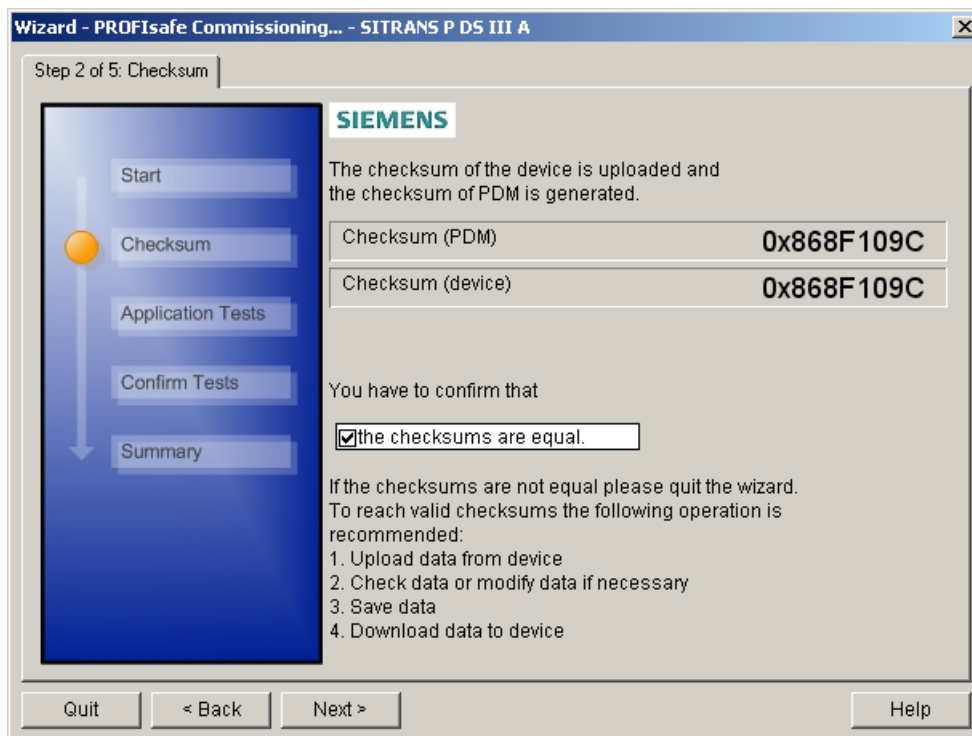 Wizard - PROFIsafe Commissioning... - SITRANS P DS III A
Step 2 of 5: Checksum
Start
Checksum
Application Tests
Confirm Tests
Summary
SIEMENS
The checksum of the device is uploaded and
the checksum of PDM is generated.
Checksum (PDM) 0x868F109C
Checksum (device) 0x868F109C
You have to confirm that
the checksums are equal.
If the checksums are not equal please quit the wizard.
To reach valid checksums the following operation is
recommended:
1. Upload data from device
2. Check data or modify data if necessary
3. Save data
4. Download data to device
Quit < Back Next > Help